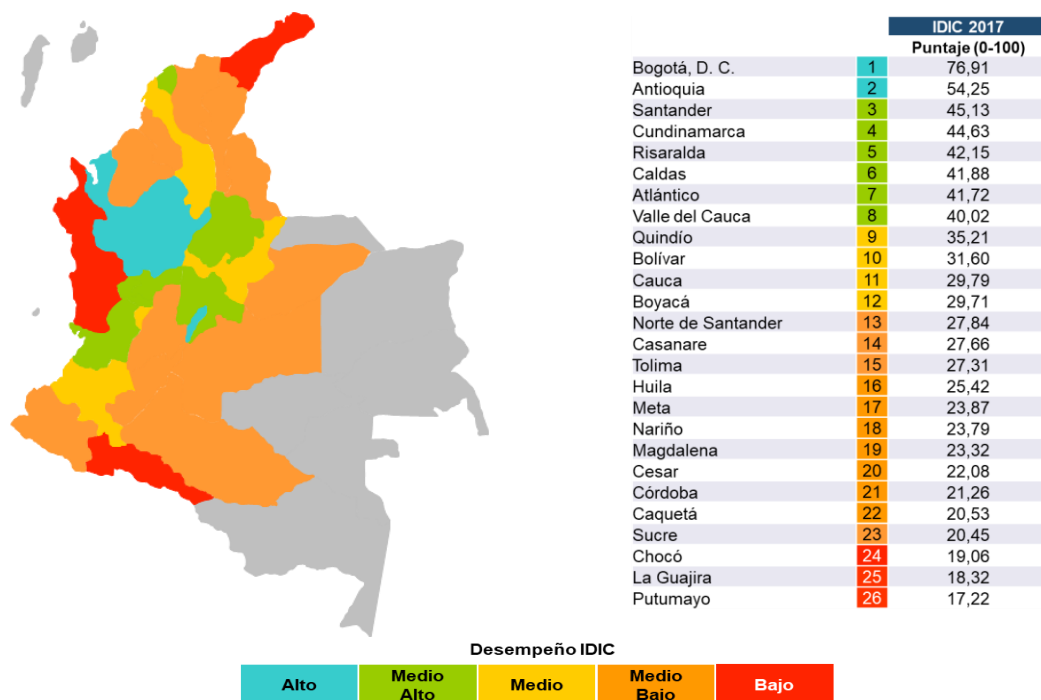 IDIC 2017
Puntaje (0-100)
Bogotá, D. C. 1 76,91
Antioquia 2 54,25
Santander 3 45,13
Cundinamarca 4 44,63
Risaralda 5 42,15
Caldas 6 41,88
Atlántico 7 41,72
Valle del Cauca 8 40,02
Quindío 9 35,21
Bolívar 10 31,60
Cauca 11 29,79
Boyacá 12 29,71
Norte de Santander 13 27,84
Casanare 14 27,66
Tolima 15 27,31
Huila 16 25,42
Meta 17 23,87
Nariño 18 23,79
Magdalena 19 23,32
Cesar 20 22,08
Córdoba 21 21,26
Caquetá 22 20,53
Sucre 23 20,45
Chocó 24 19,06
La Guajira 25 18,32
Putumayo 26 17,22
Desempeño IDIC
Alto
Medio
Alto
Medio
Medio
Bajo
Bajo